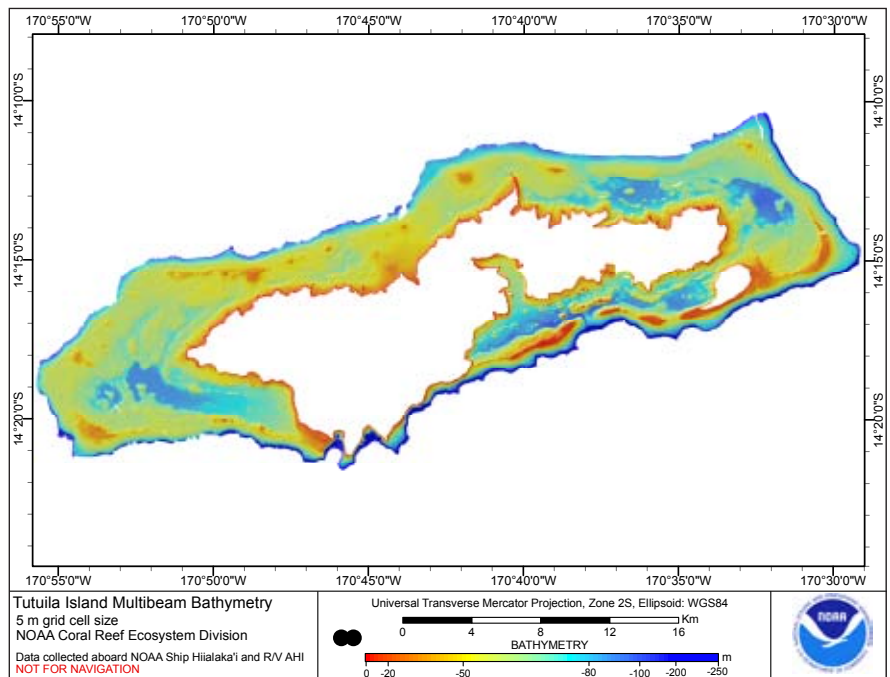 170°55'0"W 170°50'0"W 170°45'0"W 170°40'0"W 170°35'0"W 170°30'0"W
14°10'0"S 14°10'0"S
14°15'0"S 14°15'0"S
14°20'0"S 14°20'0"S
170°55'0"W 170°50'0"W 170°45'0"W 170°40'0"W 170°35'0"W 170°30'0"W
Tutuila Island Multibeam Bathymetry
5 m grid cell size
NOAA Coral Reef Ecosystem Division
Data collected aboard NOAA Ship Hiialaka'i and R/V AHI
NOT FOR NAVIGATION
Universal Transverse Mercator Projection, Zone 2S, Ellipsoid: WGS84
Km
0 4 8 12 16
BATHYMETRY
m
0 -20 -50 -80 -100 -200 -250
NOAA